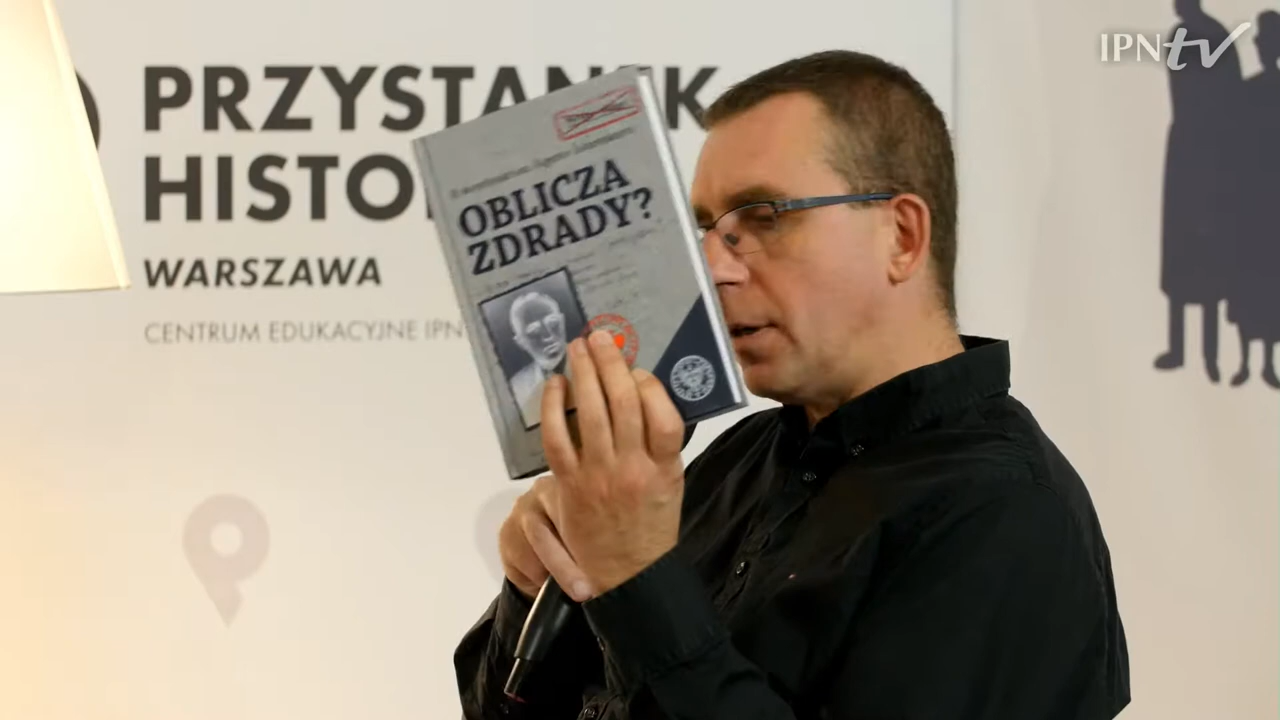 IPNtv
PRZYSTANEK
HISTO
WARSZAWA
CENTRUM EDUKACYJNE IPN
OBLICZA
ZDRADY?